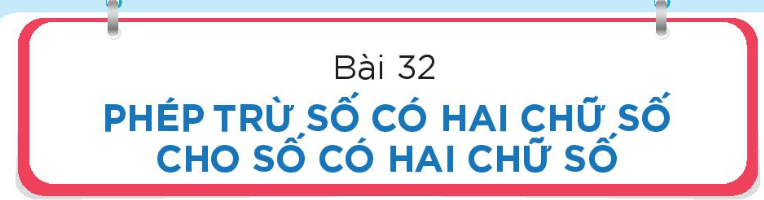 Bài 32
PHÉP TRỪ SỐ CÓ HAI CHỮ SỐ
CHO SỐ CÓ HAI CHỮ SỐ